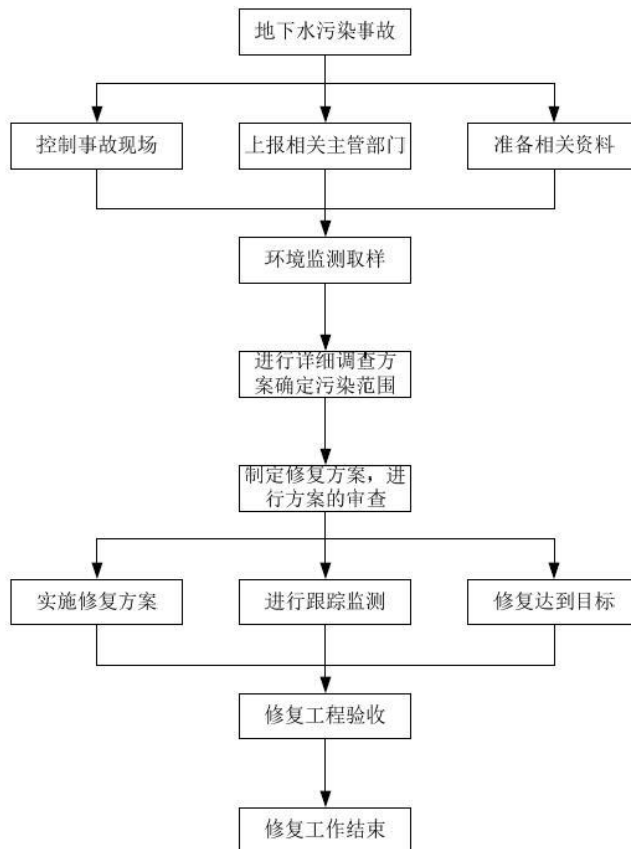 地下水污染事故
控制事故现场
上报相关主管部门
准备相关资料
环境监测取样
进行详细调查方
案确定污染范围
制定修复方案，进
行方案的审查
实施修复方案
进行跟踪监测
修复达到目标
修复工程验收
修复工作结束